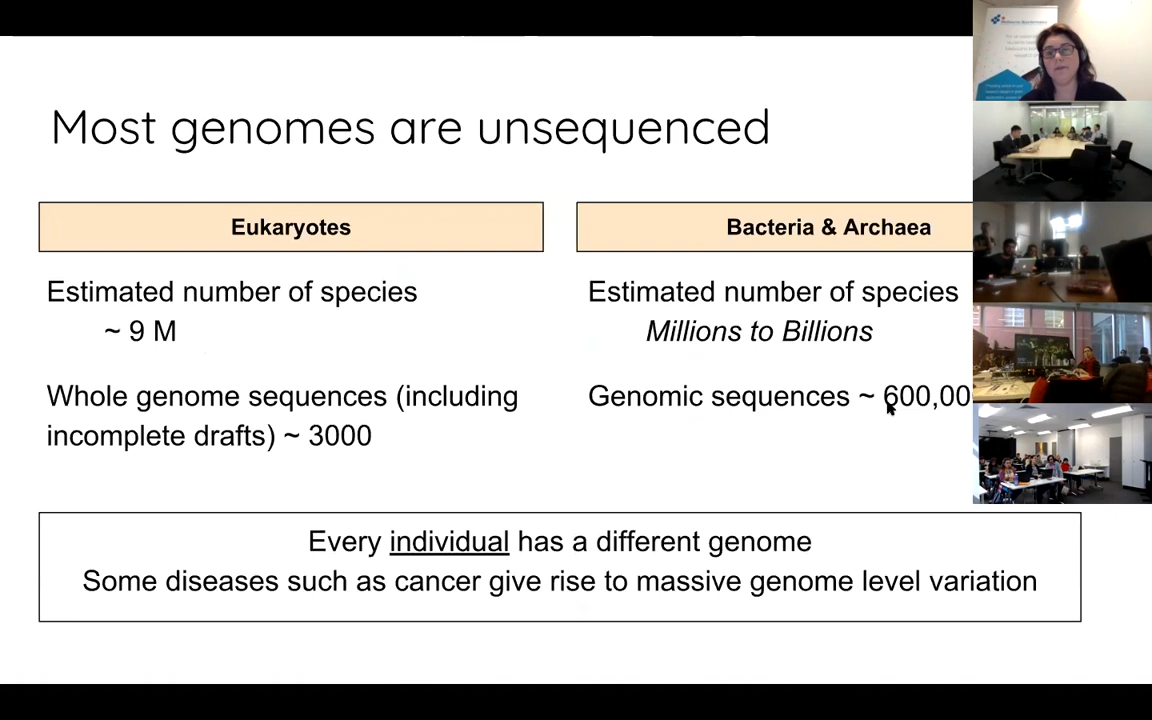 Most genomes are unsequenced
Eukaryotes
Estimated number of species
~ 9 M
Whole genome sequences (including
incomplete drafts) ~ 3000
Bacteria & Archaea
Estimated number of species
Millions to Billions
Genomic sequences ~ 600,00
Every individual has a different genome
Some diseases such as cancer give rise to massive genome level variation